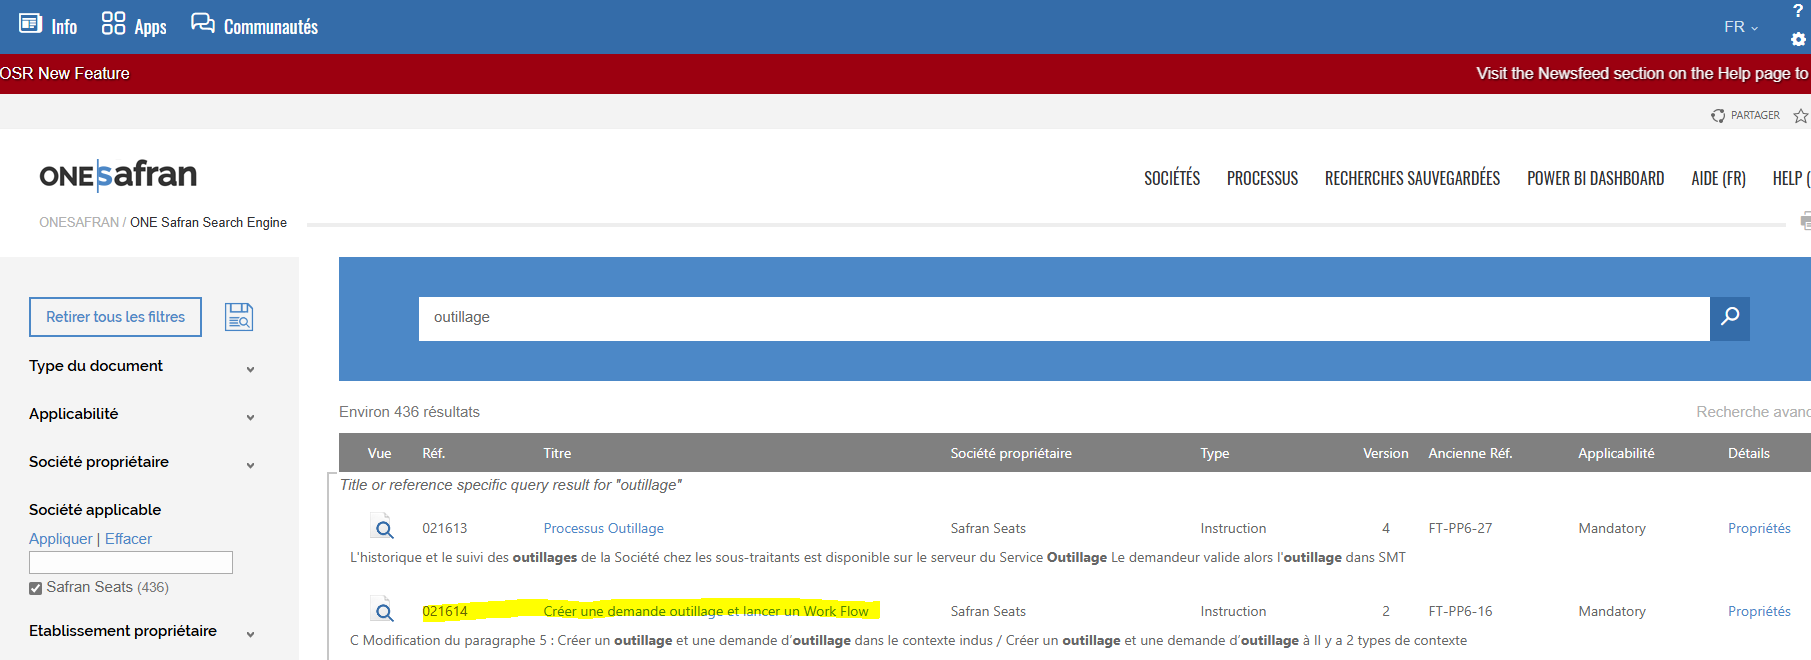 Info Apps Communautés FR ?
OSR New Feature Visit the Newsfeed section on the Help page to
PARTAGER
ONE|safran
SOCIÉTÉS PROCESSUS RECHERCHES SAUVEGARDÉES POWER BI DASHBOARD AIDE (FR) HELP (
ONESAFRAN / ONE Safran Search Engine
Retirer tous les filtres
Type du document
Applicabilité
Société propriétaire
Société applicable
Appliquer | Effacer
Safran Seats (436)
Etablissement propriétaire
outillage
Environ 436 résultats Recherche avanc
Vue Réf. Titre Société propriétaire Type Version Ancienne Réf. Applicabilité Détails
Title or reference specific query result for "outillage"
021613 Processus Outillage Safran Seats Instruction 4 FT-PP6-27 Mandatory Propriétés
L'historique et le suivi des outillages de la Société chez les sous-traitants est disponible sur le serveur du Service Outillage Le demandeur valide alors l'outillage dans SMT
021614 Créer une demande outillage et lancer un Work Flow Safran Seats Instruction 2 FT-PP6-16 Mandatory Propriétés
C Modification du paragraphe 5 : Créer un outillage et une demande d'outillage dans le contexte indus / Créer un outillage et une demande d'outillage à Il y a 2 types de contexte